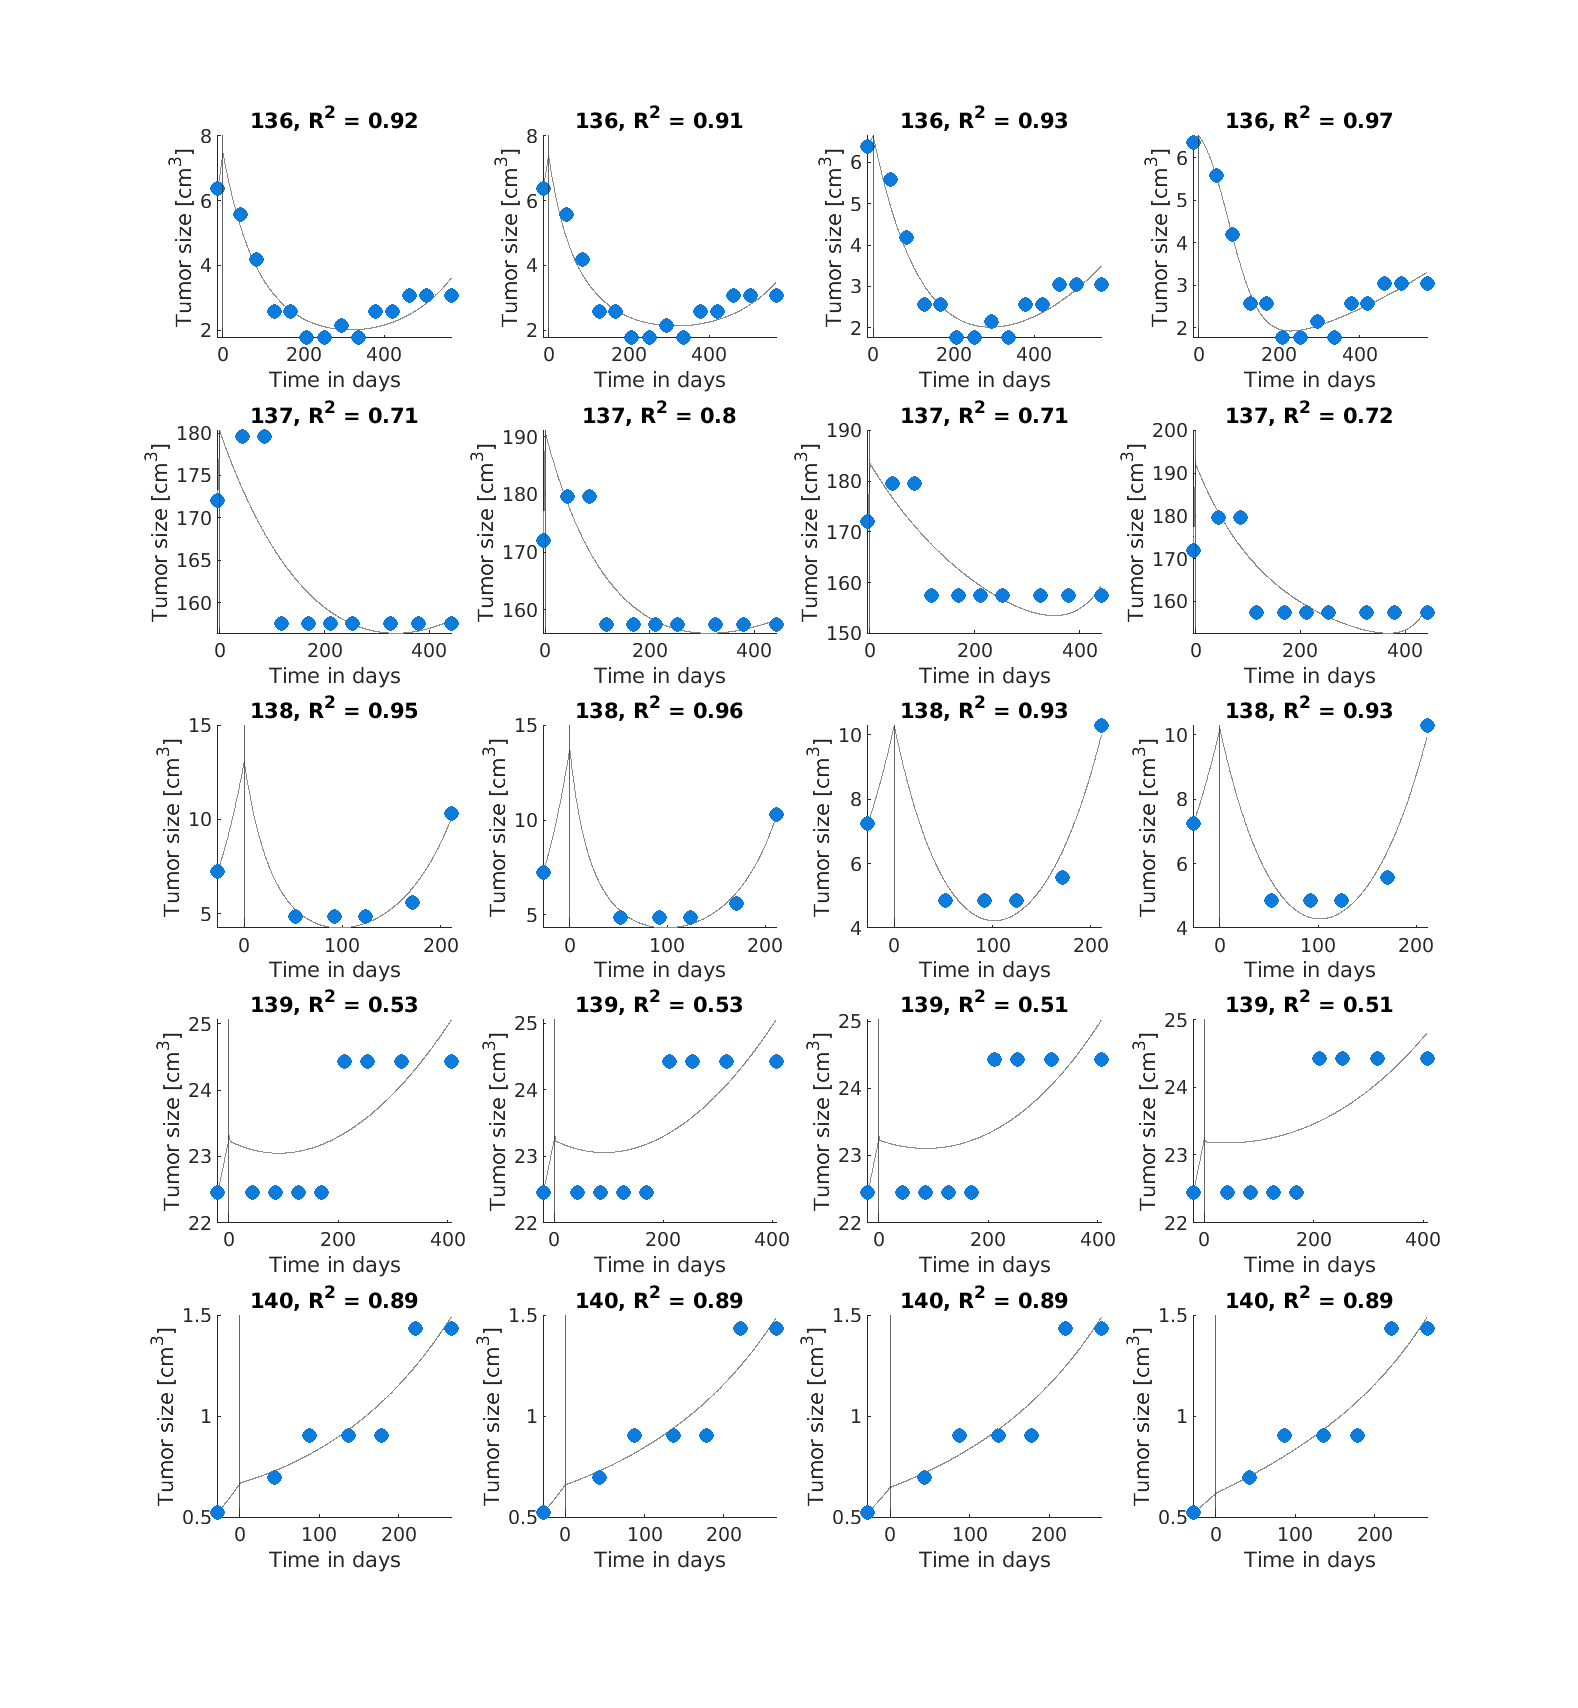 136, R² = 0.92
Tumor size [cm³]
8
6
4
2
0 200 400
Time in days
136, R² = 0.91
Tumor size [cm³]
8
6
4
2
0 200 400
Time in days
136, R² = 0.93
Tumor size [cm³]
6
5
4
3
2
0 200 400
Time in days
136, R² = 0.97
Tumor size [cm³]
6
5
4
3
2
0 200 400
Time in days
137, R² = 0.71
Tumor size [cm³]
180
175
170
165
160
0 200 400
Time in days
137, R² = 0.8
Tumor size [cm³]
190
180
170
160
0 200 400
Time in days
137, R² = 0.71
Tumor size [cm³]
190
180
170
160
150
0 200 400
Time in days
137, R² = 0.72
Tumor size [cm³]
200
190
180
170
160
0 200 400
Time in days
138, R² = 0.95
Tumor size [cm³]
15
10
5
0 100 200
Time in days
138, R² = 0.96
Tumor size [cm³]
15
10
5
0 100 200
Time in days
138, R² = 0.93
Tumor size [cm³]
10
8
6
4
0 100 200
Time in days
138, R² = 0.93
Tumor size [cm³]
10
8
6
4
0 100 200
Time in days
139, R² = 0.53
Tumor size [cm³]
25
24
23
22
0 200 400
Time in days
139, R² = 0.53
Tumor size [cm³]
25
24
23
22
0 200 400
Time in days
139, R² = 0.51
Tumor size [cm³]
25
24
23
22
0 200 400
Time in days
139, R² = 0.51
Tumor size [cm³]
25
24
23
22
0 200 400
Time in days
140, R² = 0.89
Tumor size [cm³]
1.5
1
0.5
0 100 200
Time in days
140, R² = 0.89
Tumor size [cm³]
1.5
1
0.5
0 100 200
Time in days
140, R² = 0.89
Tumor size [cm³]
1.5
1
0.5
0 100 200
Time in days
140, R² = 0.89
Tumor size [cm³]
1.5
1
0.5
0 100 200
Time in days